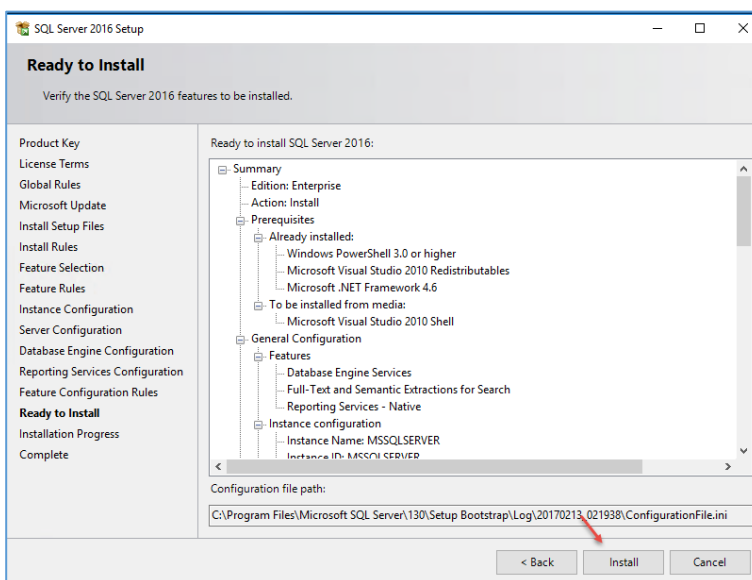 SQL Server 2016 Setup
Ready to Install
Verify the SQL Server 2016 features to be installed.
Product Key
License Terms
Global Rules
Microsoft Update
Install Setup Files
Install Rules
Feature Selection
Feature Rules
Instance Configuration
Server Configuration
Database Engine Configuration
Reporting Services Configuration
Feature Configuration Rules
Ready to Install
Installation Progress
Complete
Ready to install SQL Server 2016:
Summary
Edition: Enterprise
Action: Install
Prerequisites
Already installed:
Windows PowerShell 3.0 or higher
Microsoft Visual Studio 2010 Redistributables
Microsoft .NET Framework 4.6
To be installed from media:
Microsoft Visual Studio 2010 Shell
General Configuration
Features
Database Engine Services
Full-Text and Semantic Extractions for Search
Reporting Services - Native
Instance configuration
Instance Name: MSSQLSERVER
Instance ID: MSSQLSERVER
Configuration file path:
C:\Program Files\Microsoft SQL Server\130\Setup Bootstrap\Log\20170213_021938\ConfigurationFile.ini
< Back
Install
Cancel